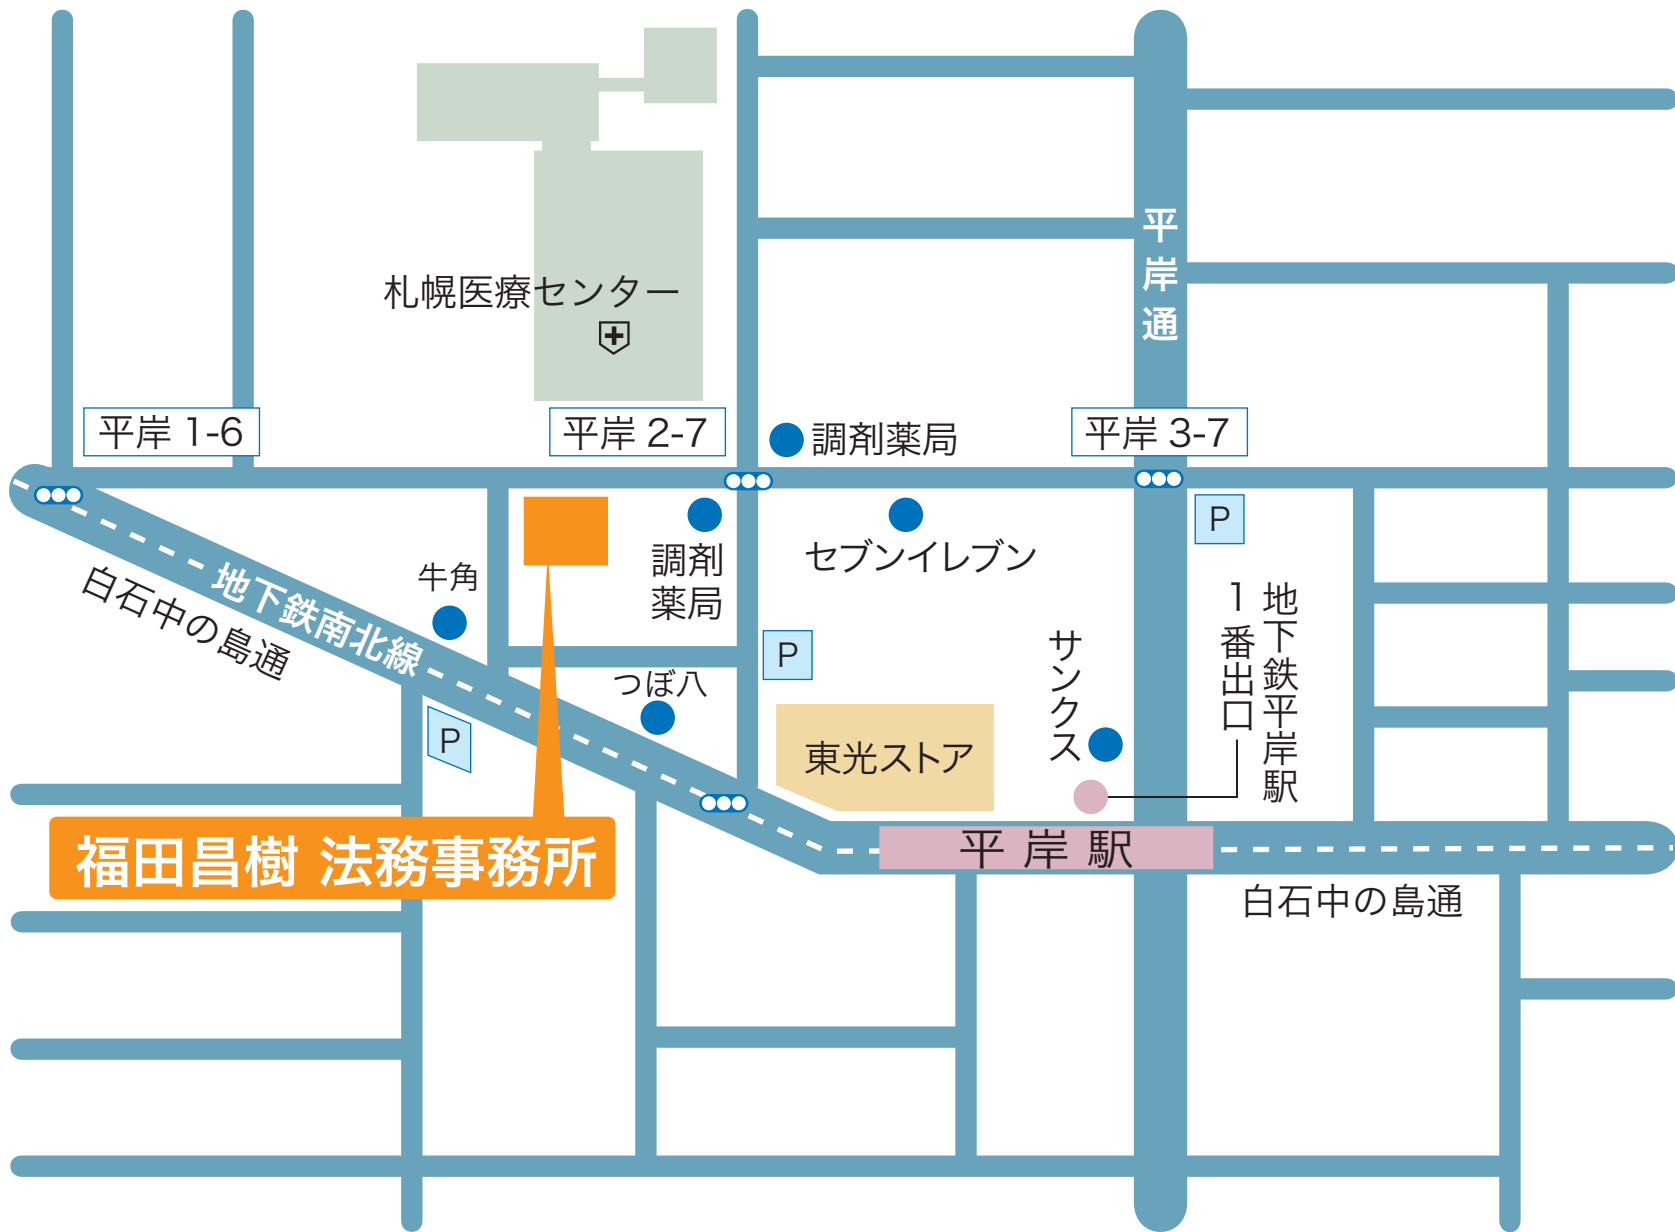 平岸通
札幌医療センター
平岸 1-6
平岸 2-7
調剤薬局
平岸 3-7
P
調剤
薬局
セブンイレブン
牛角
地下鉄南北線
白石中の島通
地下鉄平岸駅
1番出口
サンクス
P
つぼ八
P
東光ストア
福田昌樹 法務事務所
平岸駅
白石中の島通